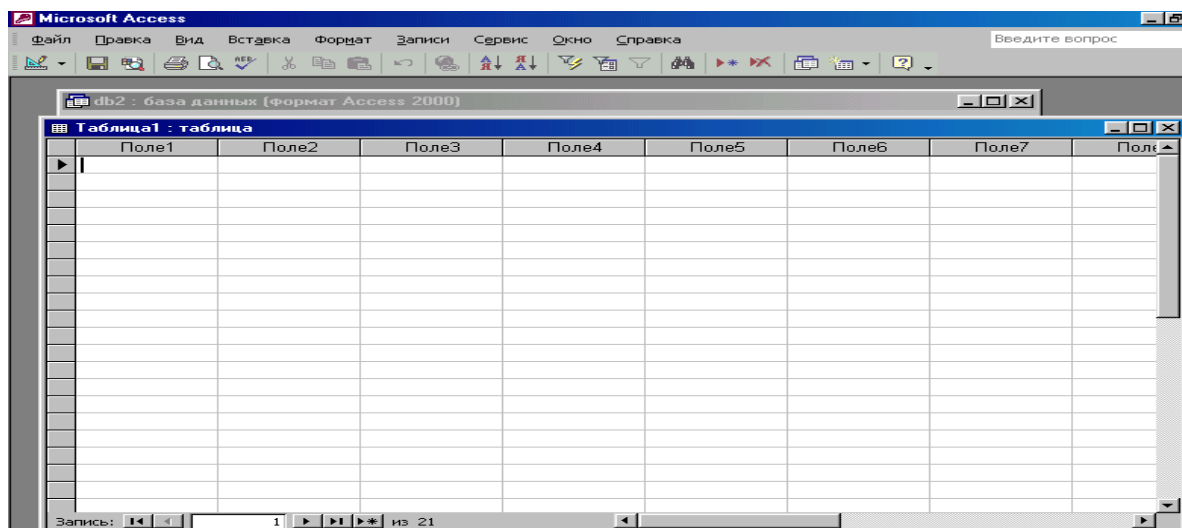 Microsoft Access
Файл Правка Вид Вставка Формат Записи Сервис Окно Справка Введите вопрос
db2 : база данных (формат Access 2000)
Таблица1 : таблица
Поле1 Поле2 Поле3 Поле4 Поле5 Поле6 Поле7 Поле
Запись: 1 из 21